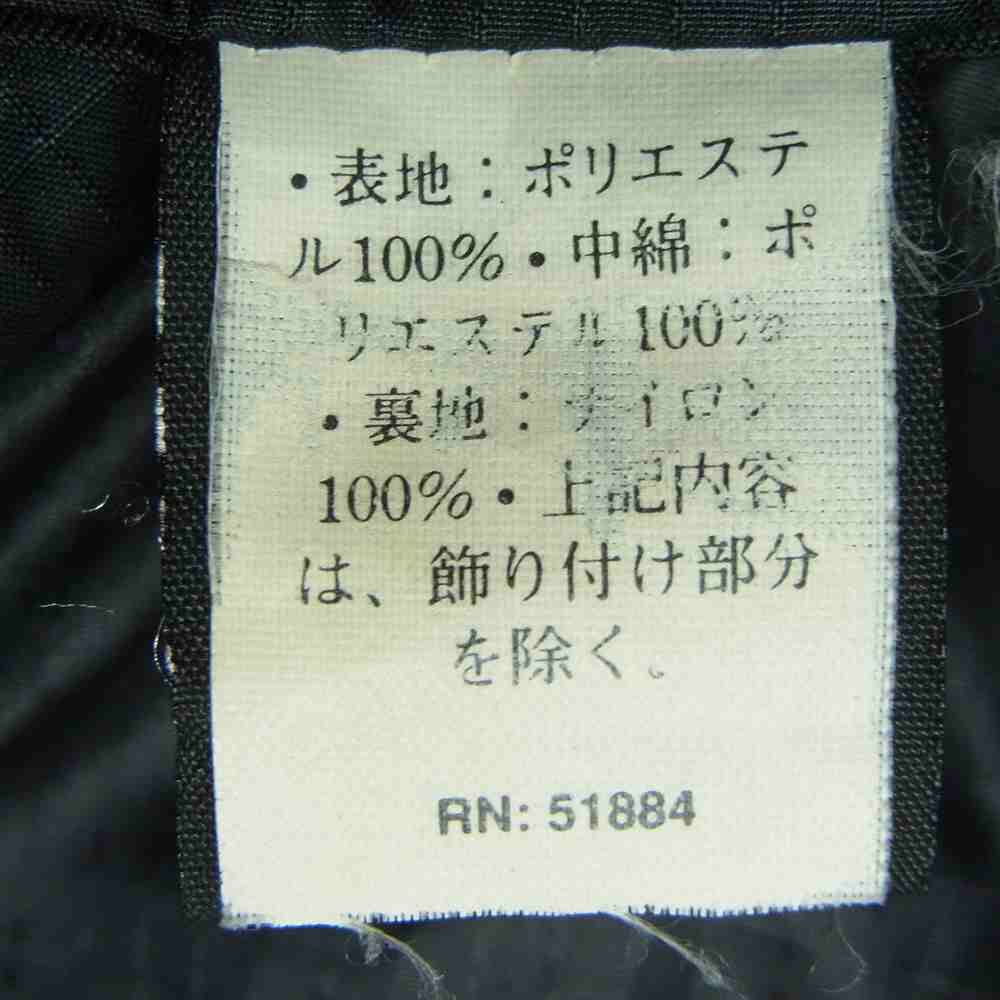 ・表地：ポリエステ
ル100%・中綿：ポ
リエステル100%
・裏地：ナイロン
100%・上記内容
は、飾り付け部分
を除く。
RN: 51884